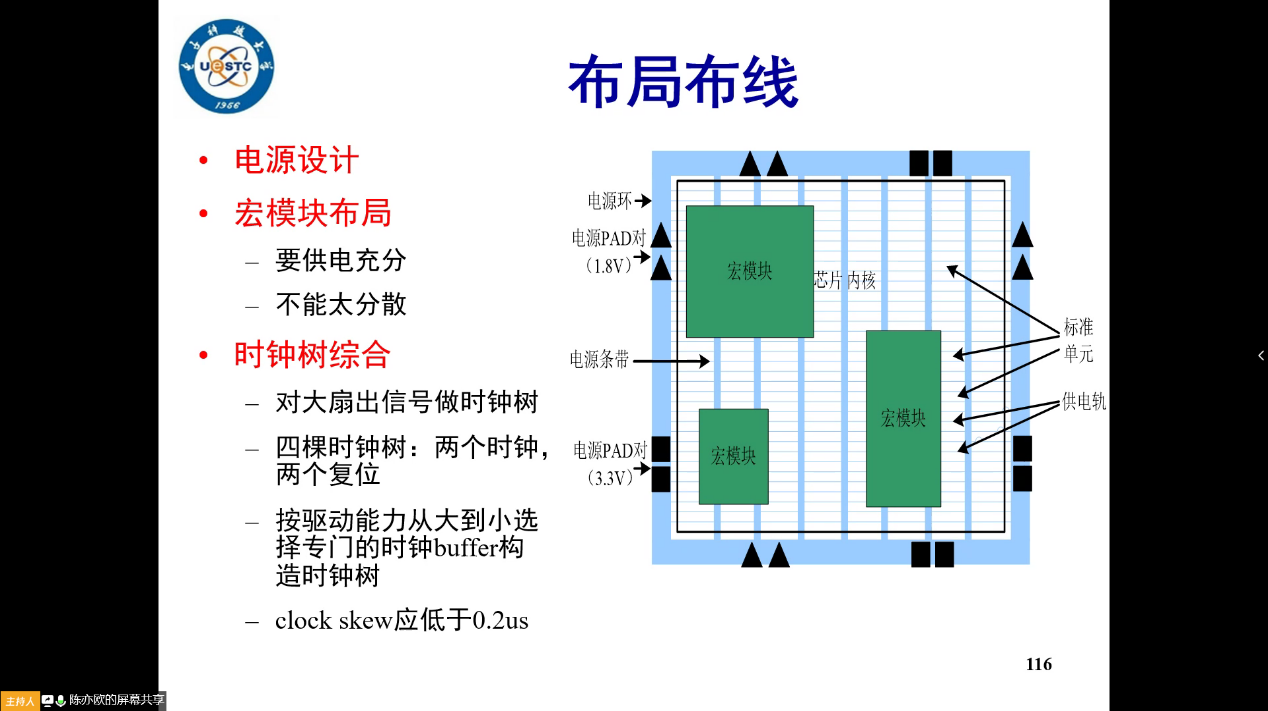 布局布线
UeSTC
1956
• 电源设计
• 宏模块布局
– 要供电充分
– 不能太分散
• 时钟树综合
– 对大扇出信号做时钟树
– 四棵时钟树：两个时钟，
两个复位
– 按驱动能力从大到小选
择专门的时钟buffer构
造时钟树
– clock skew应低于0.2us
电源环
电源PAD对
（1.8V）
宏模块
芯片内核
电源条带
标准
单元
供电轨
宏模块
宏模块
电源PAD对
（3.3V）
116
主持人
陈亦欧的屏幕共享